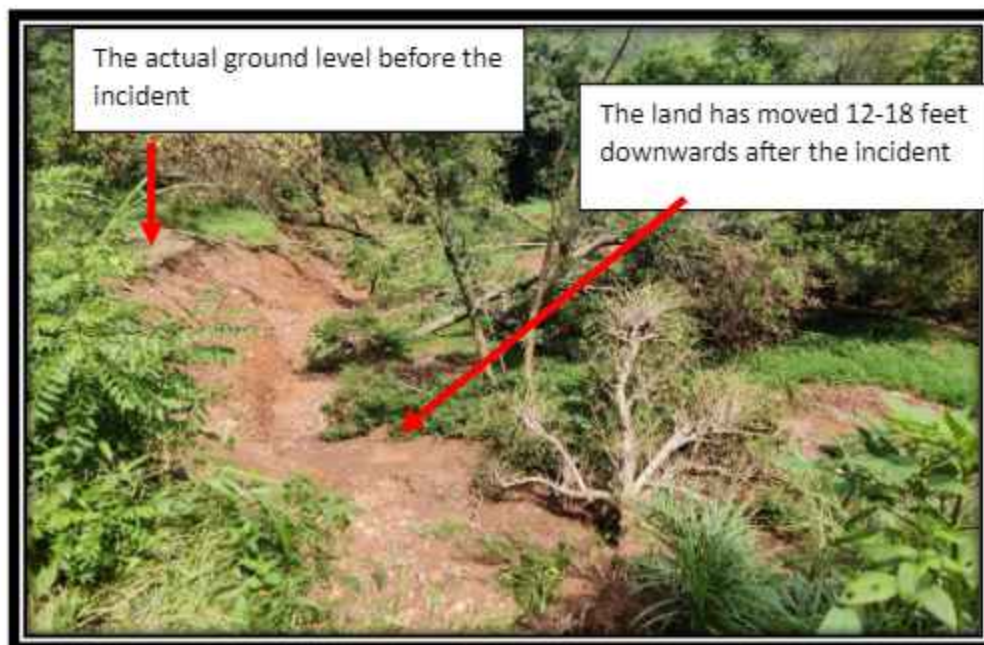 The actual ground level before the
incident
The land has moved 12-18 feet
downwards after the incident